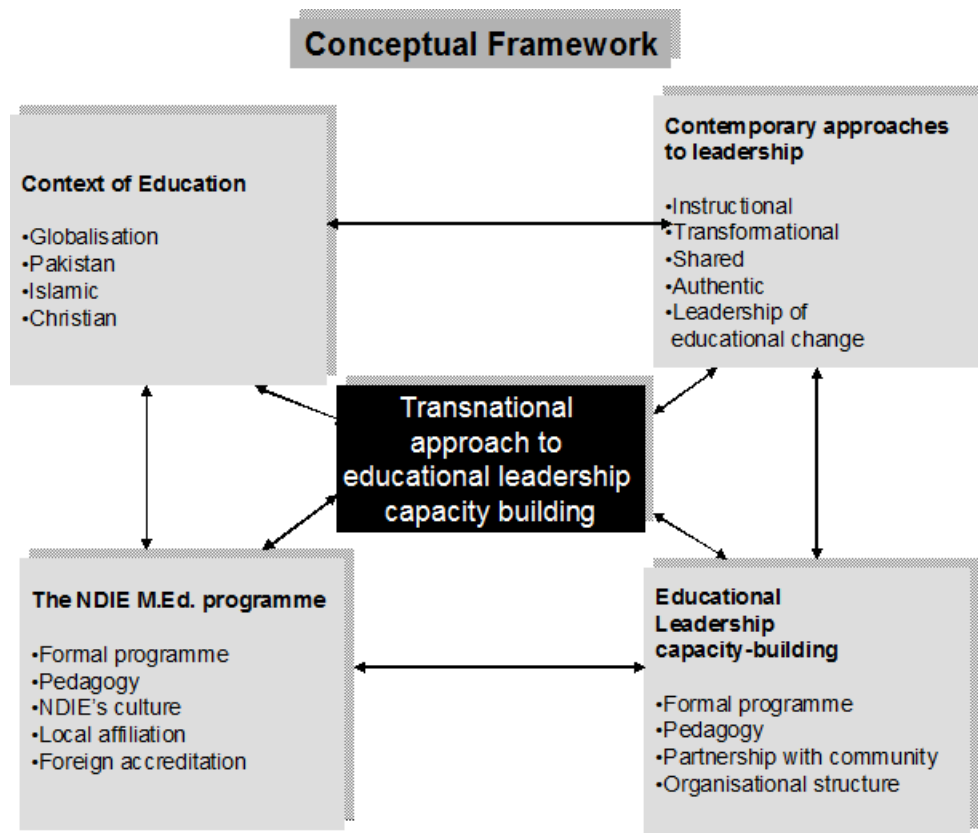 Conceptual Framework
Context of Education
•Globalisation
•Pakistan
•Islamic
•Christian
Contemporary approaches
to leadership
•Instructional
•Transformational
•Shared
•Authentic
•Leadership of
educational change
Transnational
approach to
educational leadership
capacity building
The NDIE M.Ed. programme
•Formal programme
•Pedagogy
•NDIE's culture
•Local affiliation
•Foreign accreditation
Educational
Leadership
capacity-building
•Formal programme
•Pedagogy
•Partnership with community
•Organisational structure